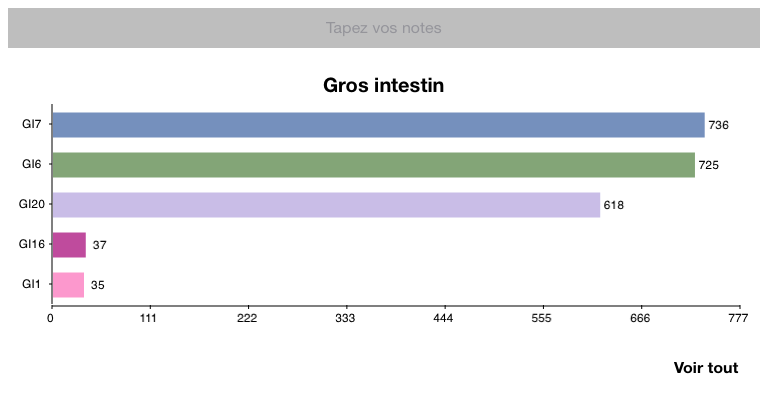 Tapez vos notes
Gros intestin
GI7 736
GI6 725
GI20 618
GI16 37
GI1 35
0 111 222 333 444 555 666 777
Voir tout